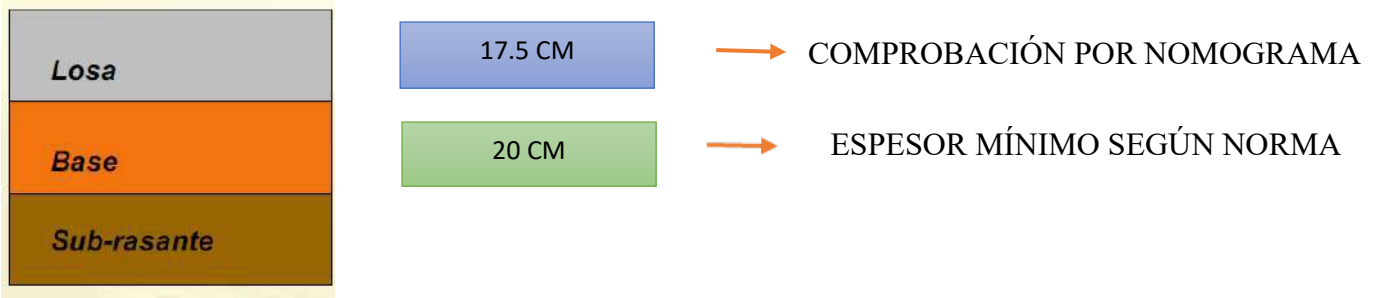 Losa
17.5 CM
COMPROBACIÓN POR NOMOGRAMA
Base
20 CM
ESPESOR MÍNIMO SEGÚN NORMA
Sub-rasante